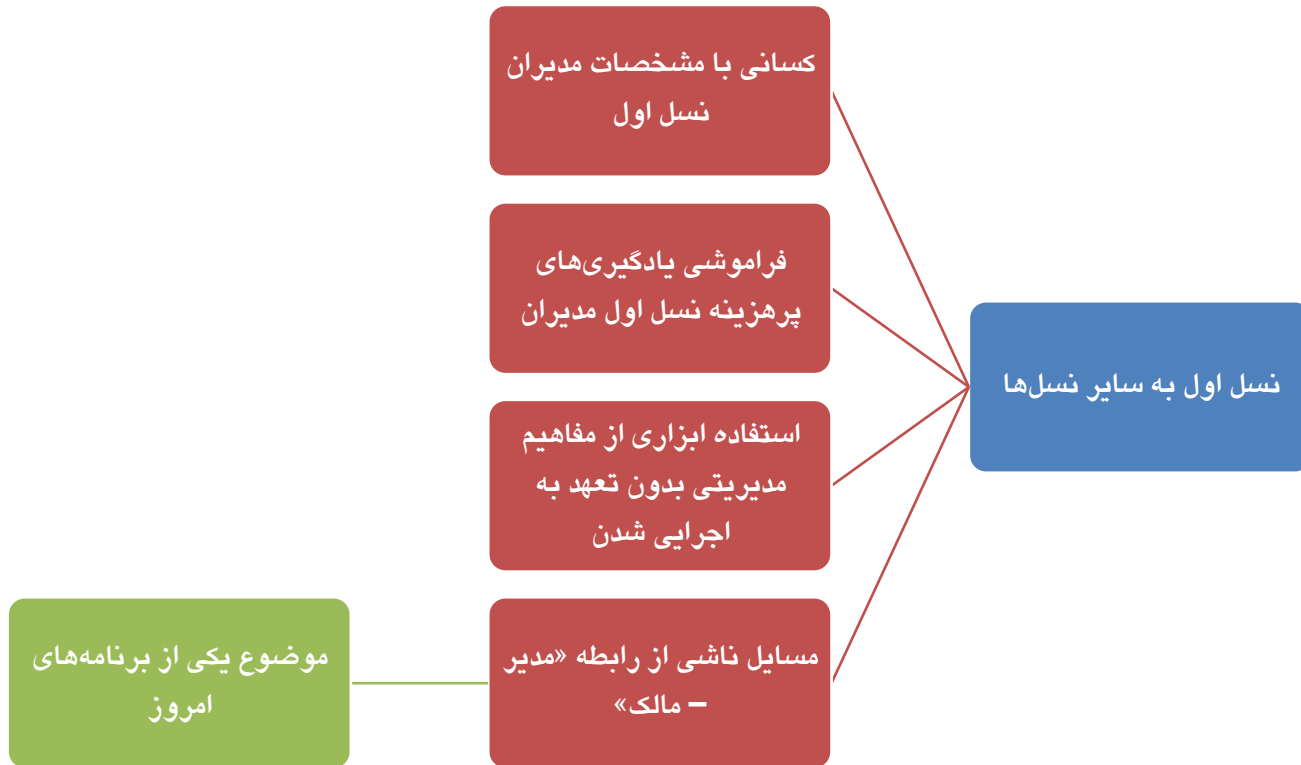 نسل اول به سایر نسل‌ها
کسانی با مشخصات مدیران
نسل اول
فراموشی یادگیری‌های
پرهزینه نسل اول مدیران
استفاده ابزاری از مفاهیم
مدیریتی بدون تعهد به
اجرایی شدن
مسایل ناشی از رابطه «مدیر
– مالک»
موضوع یکی از برنامه‌های
امروز